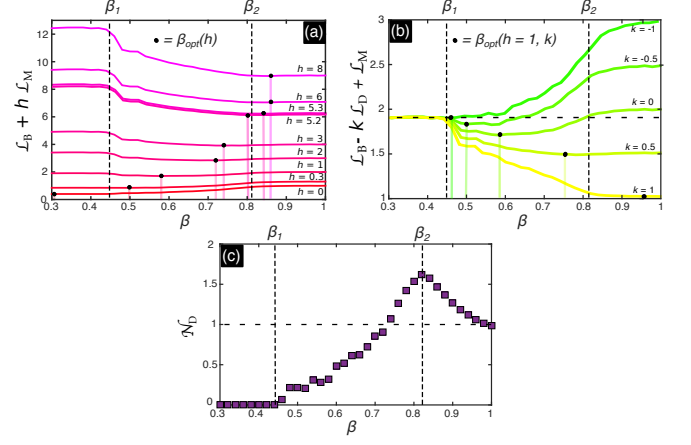 β1 β2
12
10
8
6
4
2
0
ℒB + h ℒM
(a)
• = βopt(h)
h = 8
h = 6
h = 5.3
h = 5.2
h = 3
h = 2
h = 1
h = 0.3
h = 0
0.3 0.4 0.5 0.6 0.7 0.8 0.9 1
β
β1 β2
3
2.5
2
1.5
1
ℒB- k ℒD + ℒM
(b)
• = βopt(h = 1, k)
k = -1
k = -0.5
k = 0
k = 0.5
k = 1
0.3 0.4 0.5 0.6 0.7 0.8 0.9 1
β
β1 β2
2
1.5
1
0.5
0
𝒩D
(c)
0.3 0.4 0.5 0.6 0.7 0.8 0.9 1
β